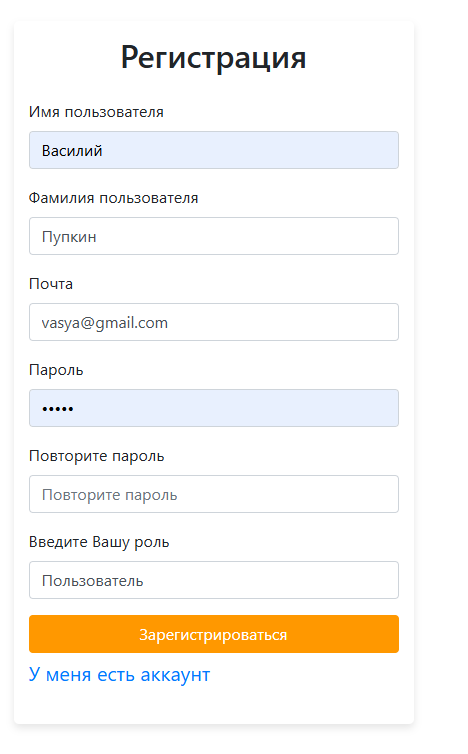 Регистрация
Имя пользователя
Василий
Фамилия пользователя
Пупкин
Почта
vasya@gmail.com
Пароль
•••••
Повторите пароль
Повторите пароль
Введите Вашу роль
Пользователь
Зарегистрироваться
У меня есть аккаунт